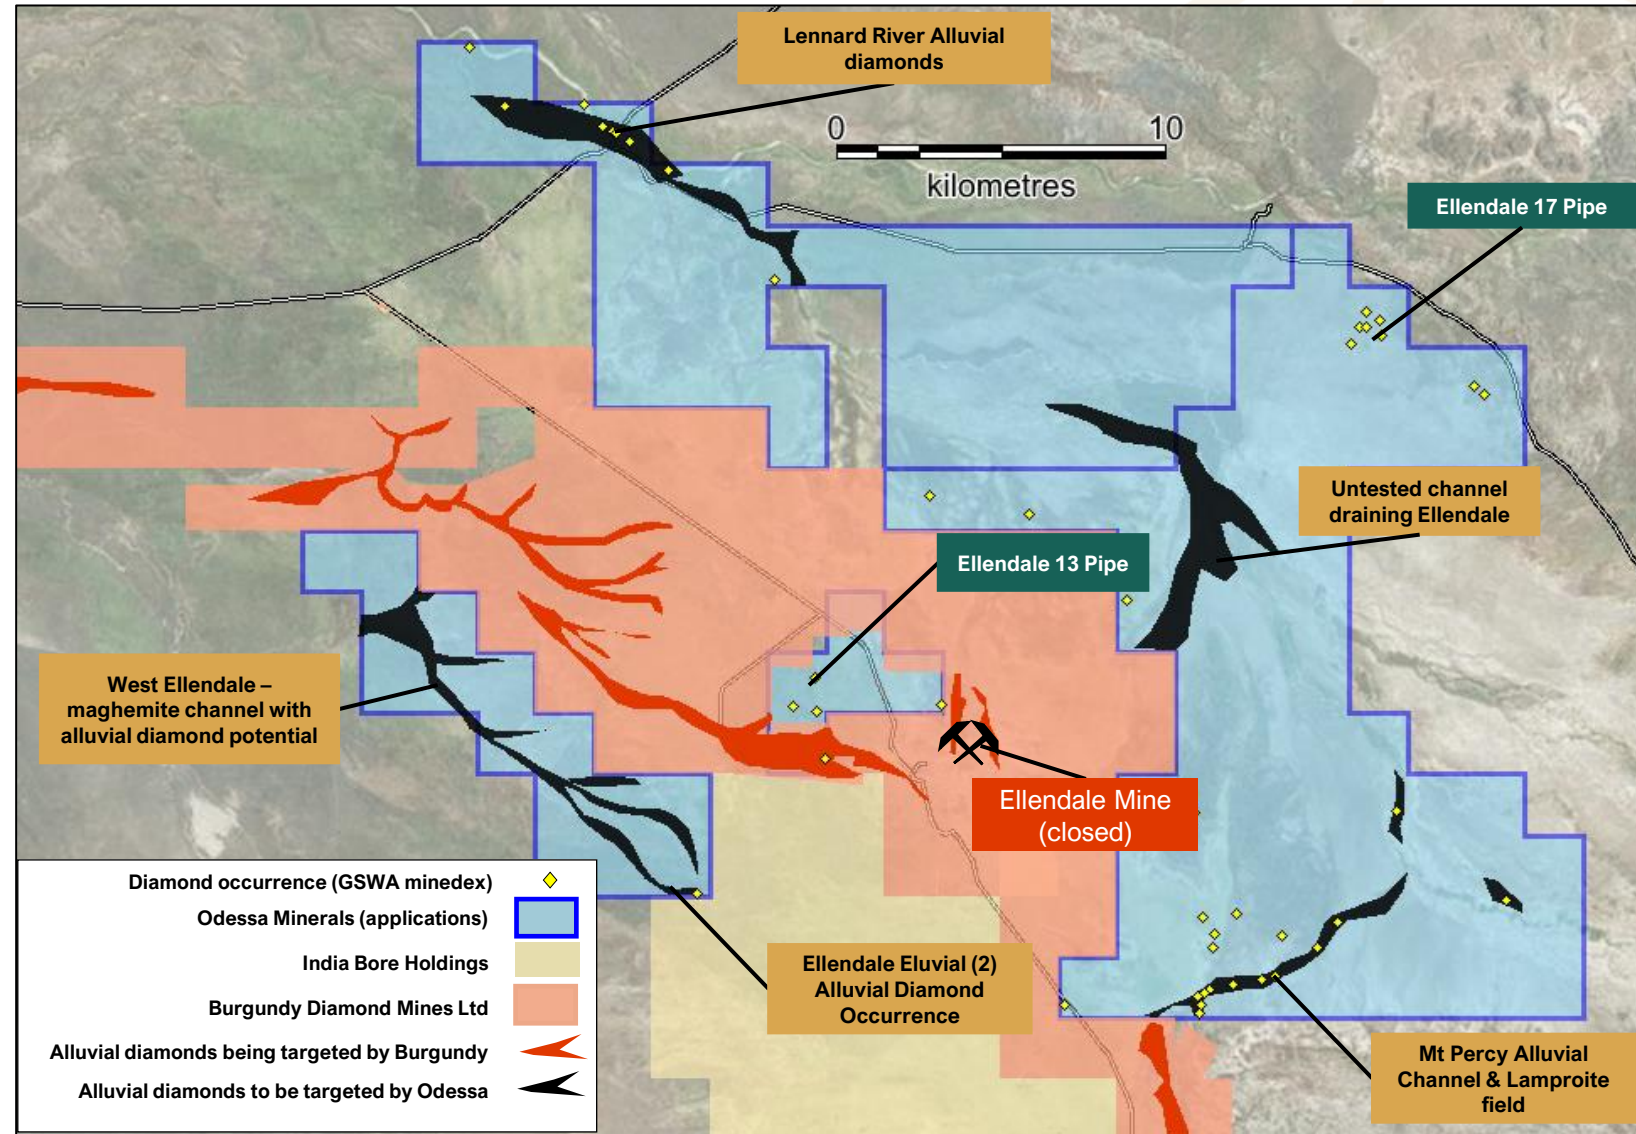 Lennard River Alluvial
diamonds
0 10
kilometres
Ellendale 17 Pipe
Untested channel
draining Ellendale
Ellendale 13 Pipe
West Ellendale –
maghemite channel with
alluvial diamond potential
Ellendale Mine
(closed)
Ellendale Eluvial (2)
Alluvial Diamond
Occurrence
Mt Percy Alluvial
Channel & Lamproite
field
Diamond occurrence (GSWA minedex)
Odessa Minerals (applications)
India Bore Holdings
Burgundy Diamond Mines Ltd
Alluvial diamonds being targeted by Burgundy
Alluvial diamonds to be targeted by Odessa